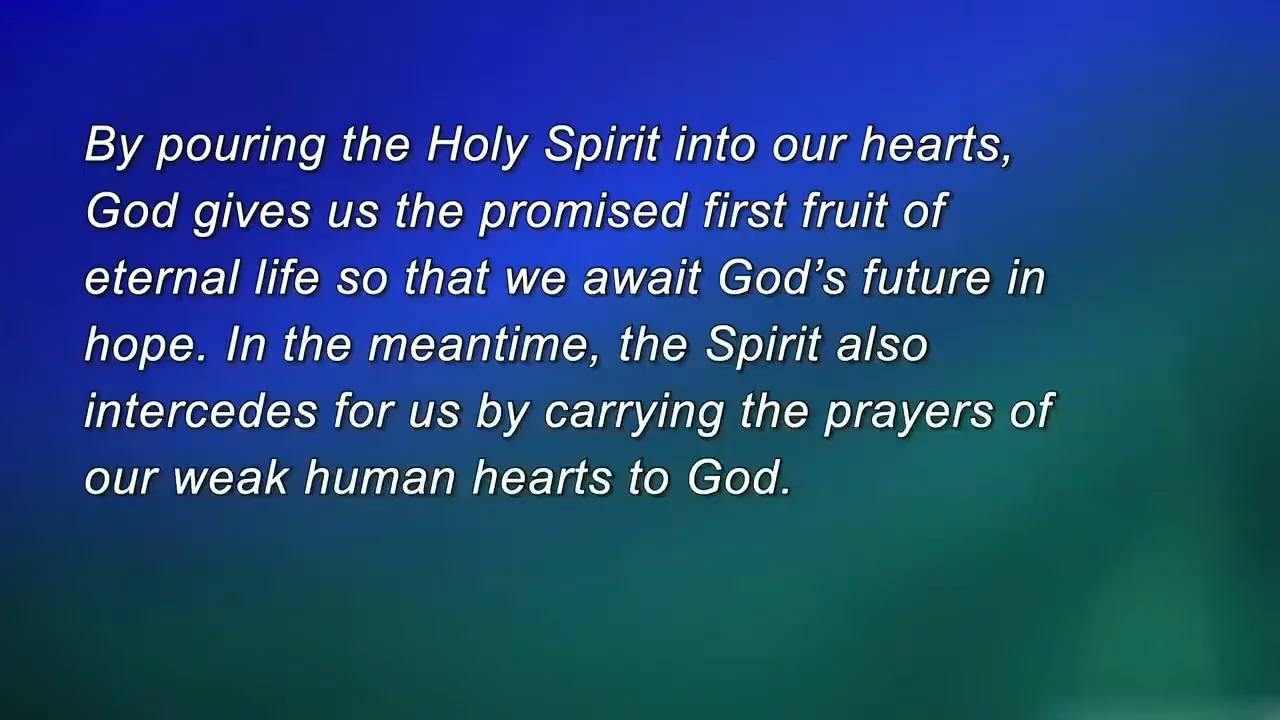 By pouring the Holy Spirit into our hearts,
God gives us the promised first fruit of
eternal life so that we await God’s future in
hope. In the meantime, the Spirit also
intercedes for us by carrying the prayers of
our weak human hearts to God.